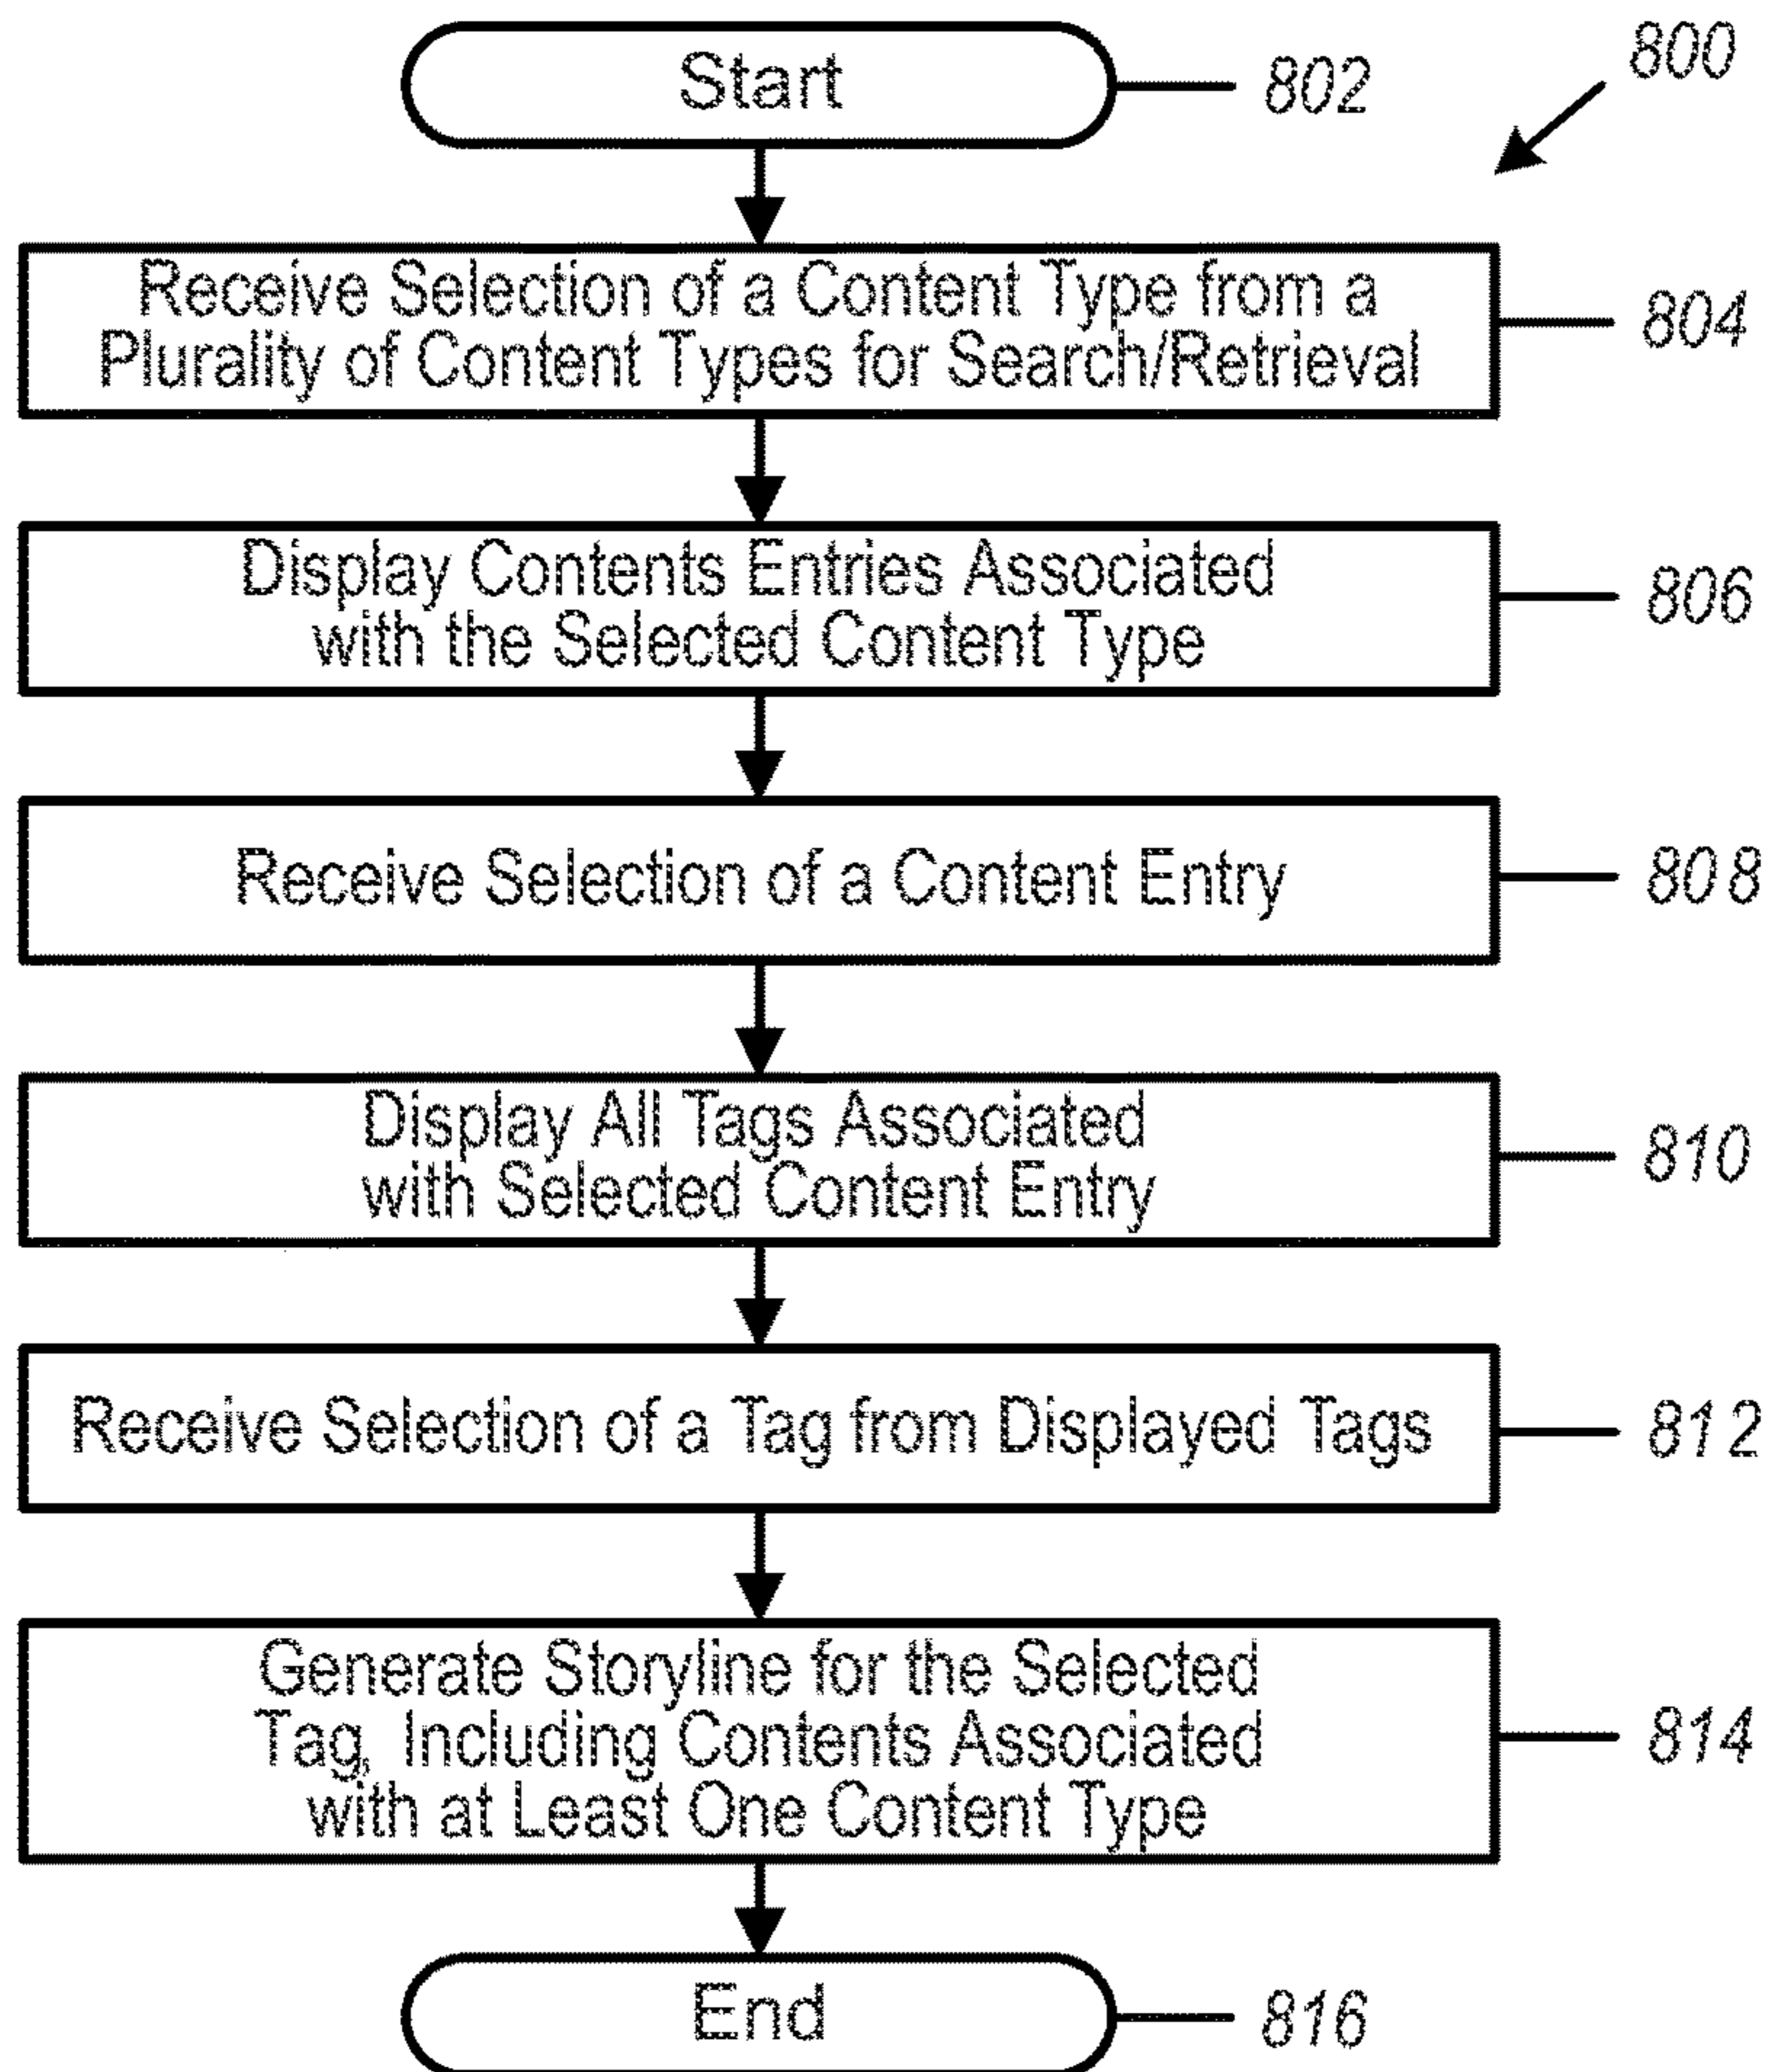 800
Start
802
Receive Selection of a Content Type from a
Plurality of Content Types for Search/Retrieval
804
Display Contents Entries Associated
with the Selected Content Type
806
Receive Selection of a Content Entry
808
Display All Tags Associated
with Selected Content Entry
810
Receive Selection of a Tag from Displayed Tags
812
Generate Storyline for the Selected
Tag, Including Contents Associated
with at Least One Content Type
814
End
816